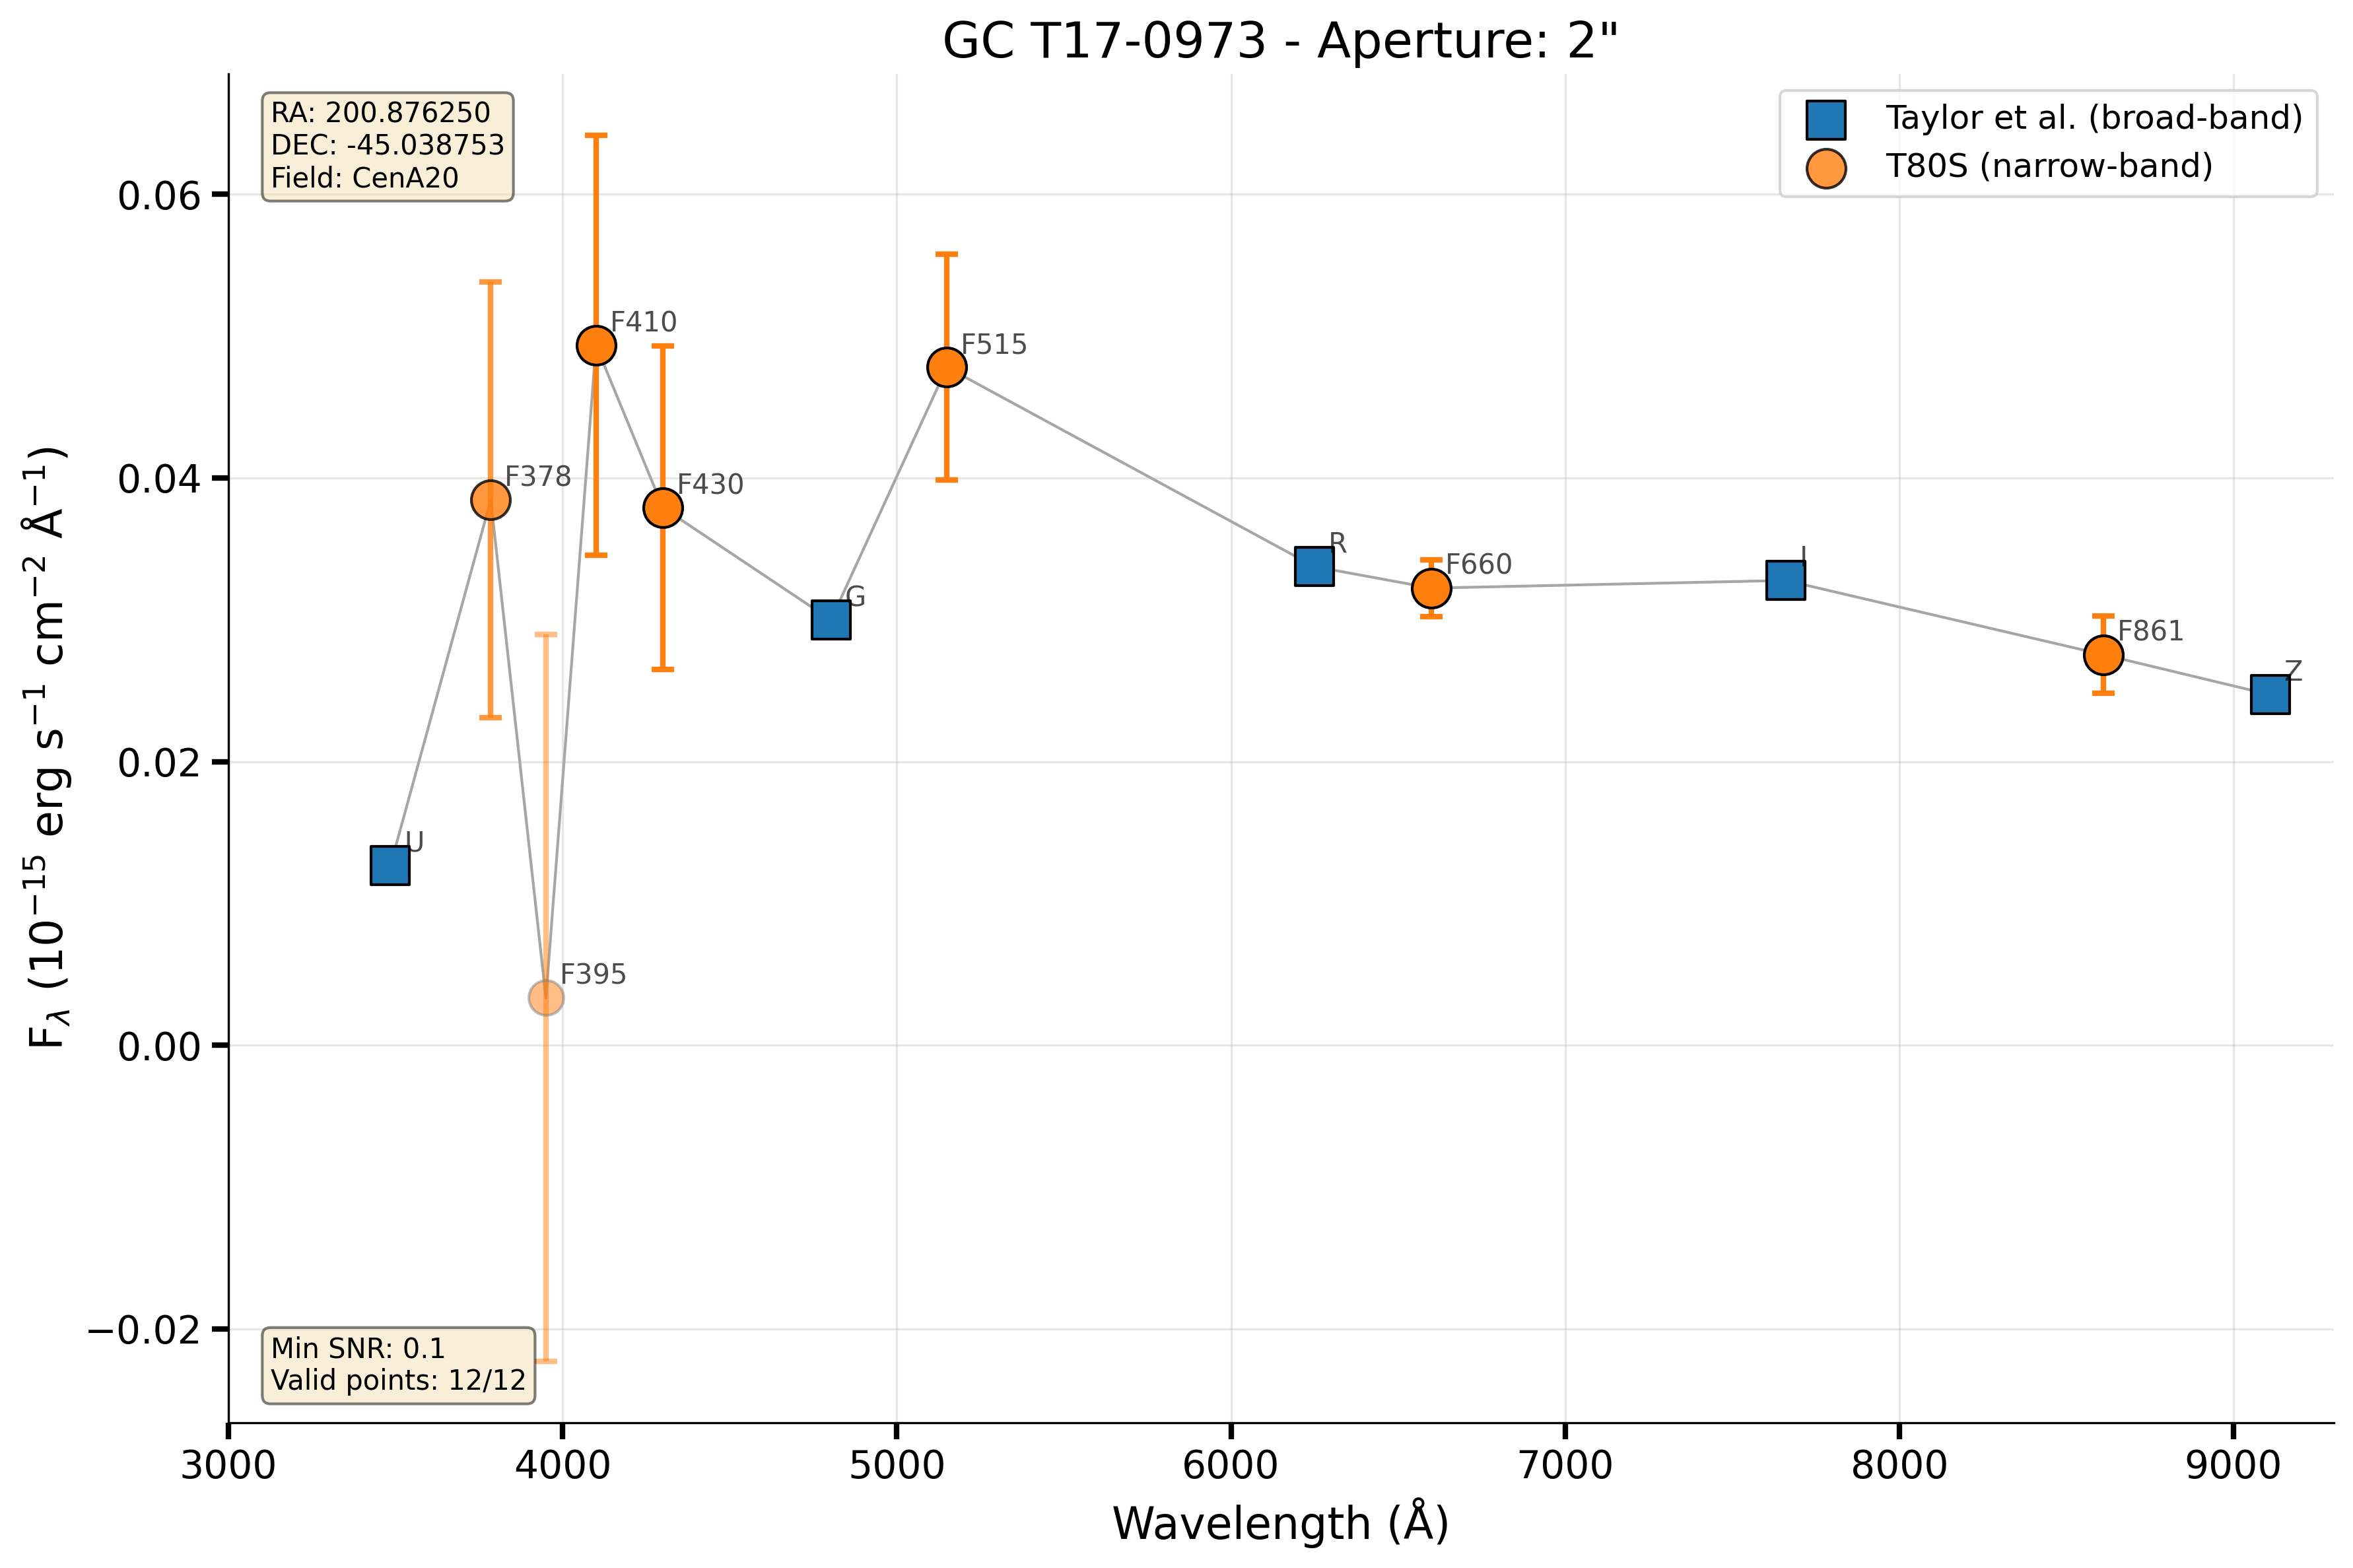 GC T17-0973 - Aperture: 2"
RA: 200.876250
DEC: -45.038753
Field: CenA20
Taylor et al. (broad-band)
T80S (narrow-band)
F410
F515
F378
F430
R
F660
I
G
F861
Z
U
F395
Min SNR: 0.1
Valid points: 12/12
0.06
0.04
0.02
0.00
−0.02
F$_λ$ (10⁻¹⁵ erg s⁻¹ cm⁻² Å⁻¹)
3000 4000 5000 6000 7000 8000 9000
Wavelength (Å)